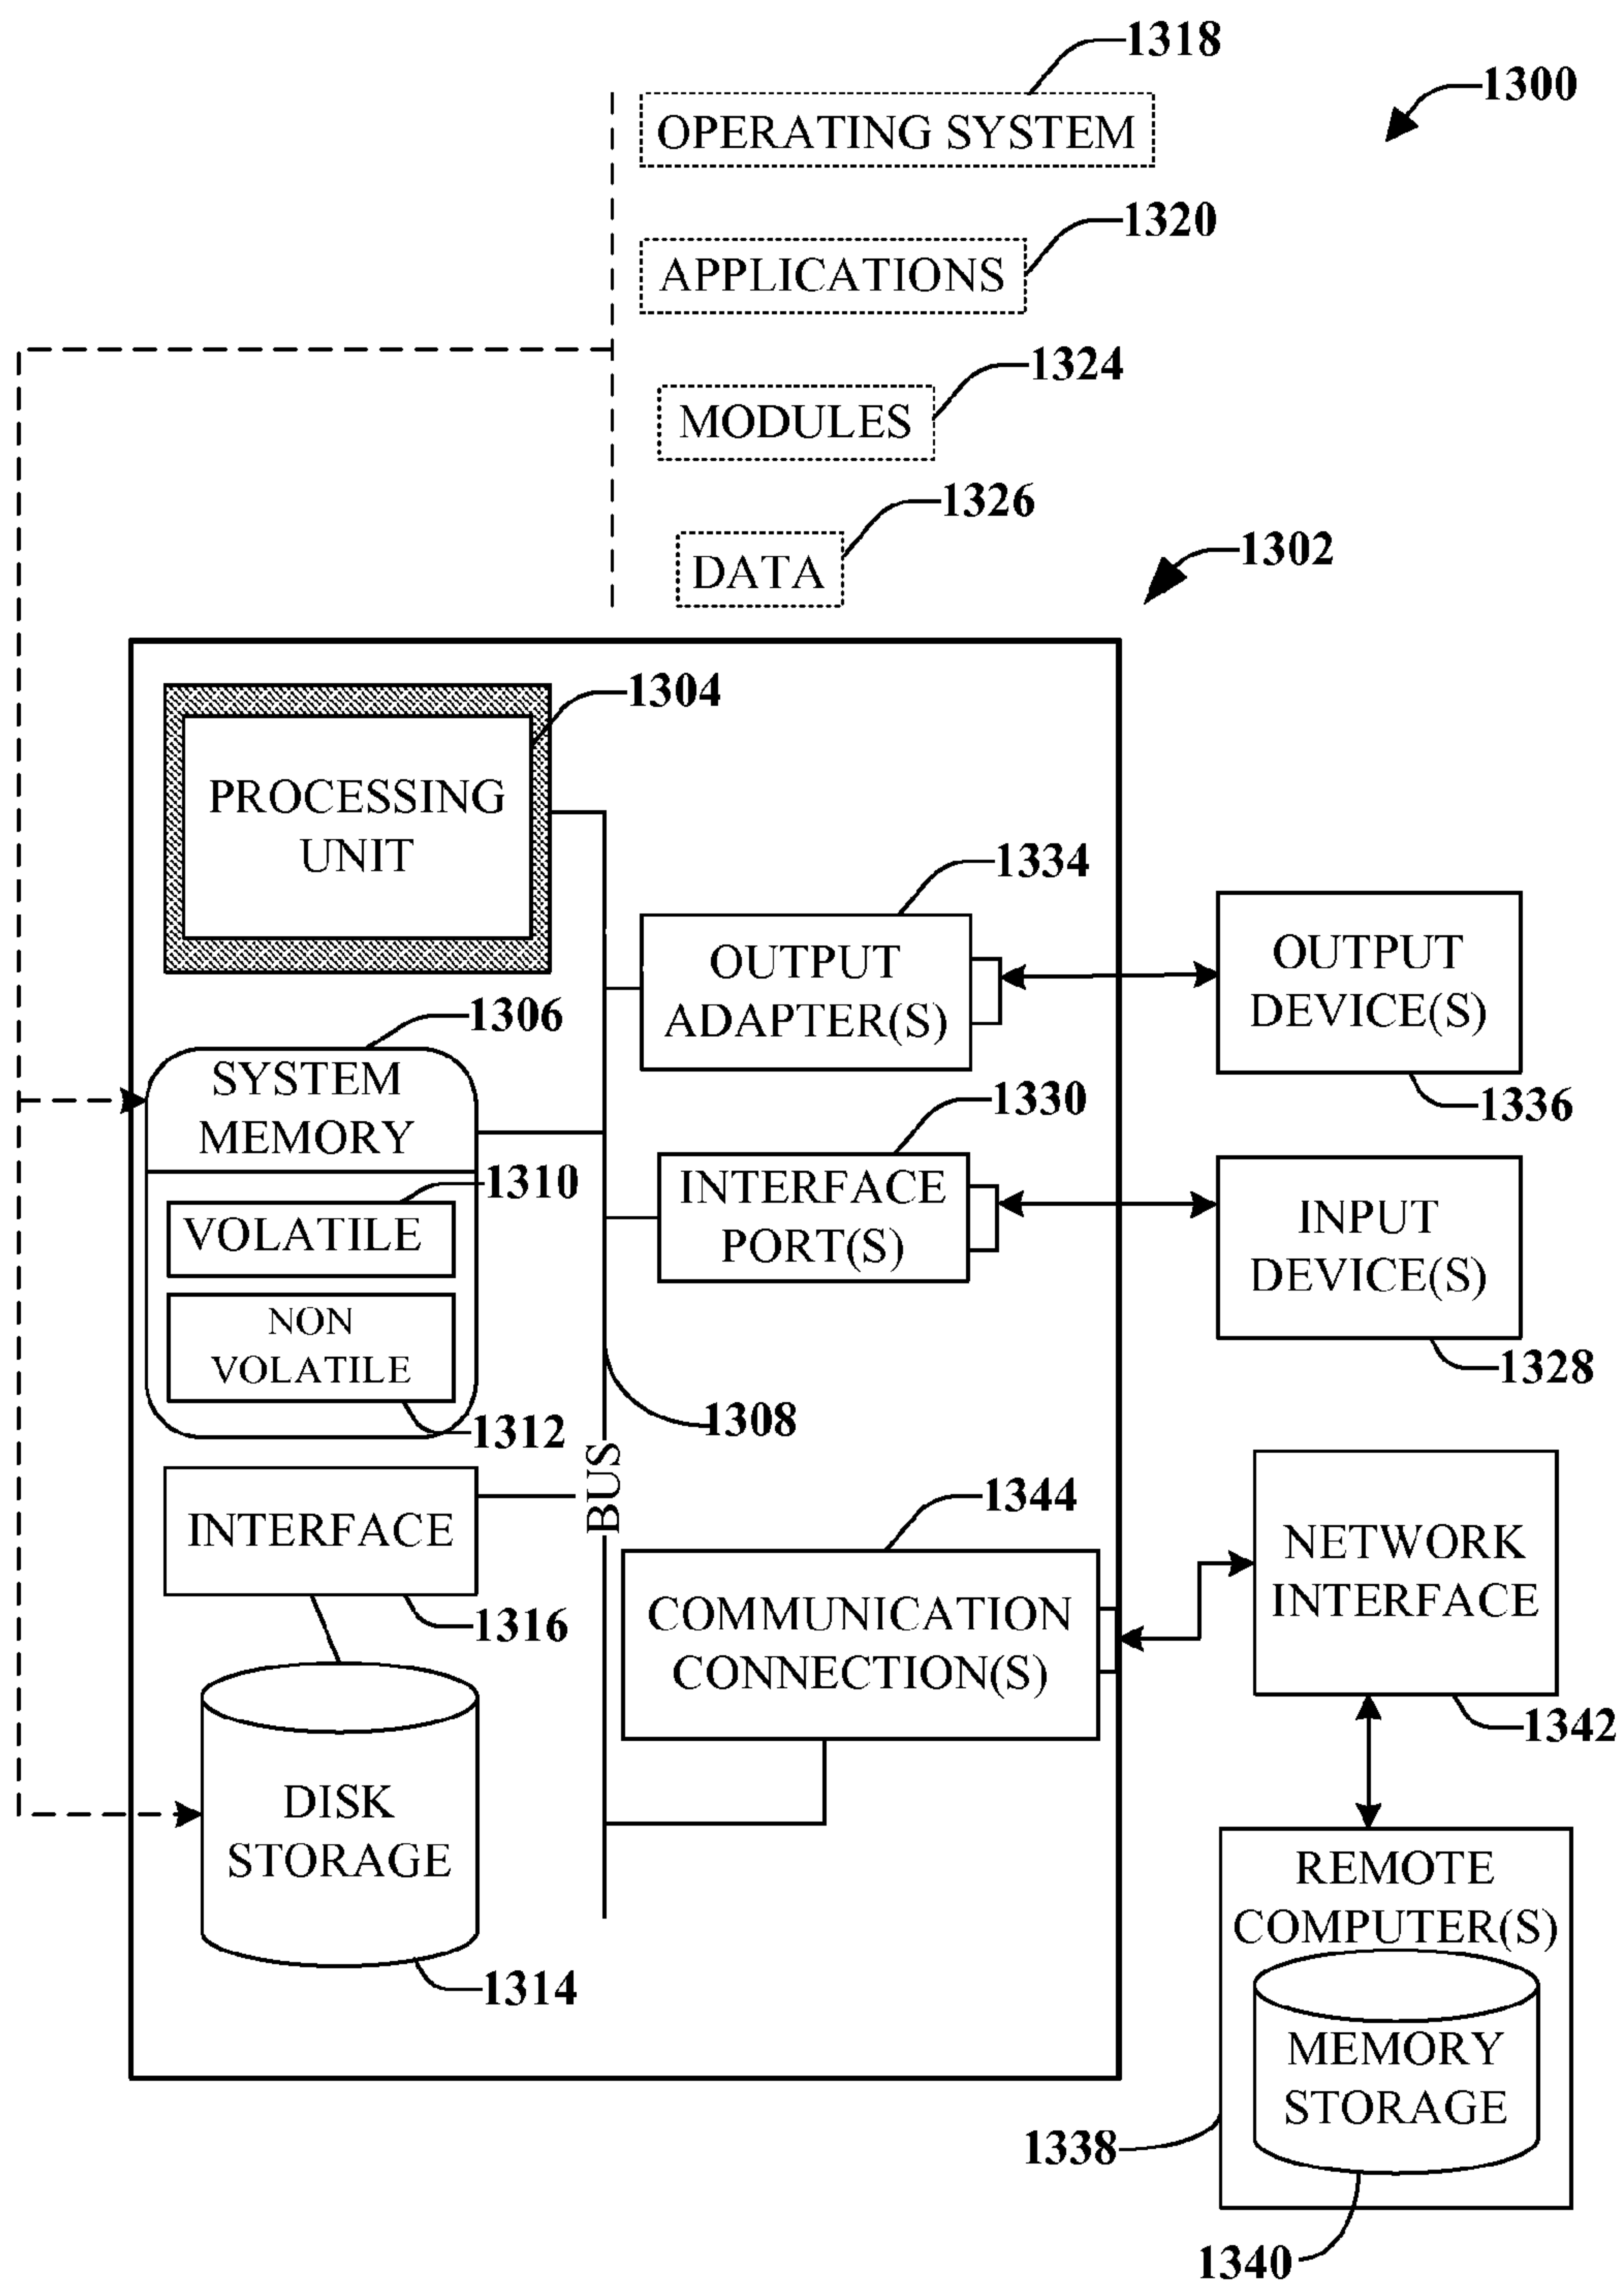 1318
1300
OPERATING SYSTEM
1320
APPLICATIONS
1324
MODULES
1326
DATA
1302
1304
PROCESSING
UNIT
1334
OUTPUT
ADAPTER(S)
OUTPUT
DEVICE(S)
1336
1306
SYSTEM
MEMORY
1310
VOLATILE
NON
VOLATILE
1312
1330
INTERFACE
PORT(S)
INPUT
DEVICE(S)
1328
1308
BUS
INTERFACE
1316
1344
COMMUNICATION
CONNECTION(S)
NETWORK
INTERFACE
1342
DISK
STORAGE
1314
REMOTE
COMPUTER(S)
MEMORY
STORAGE
1338
1340